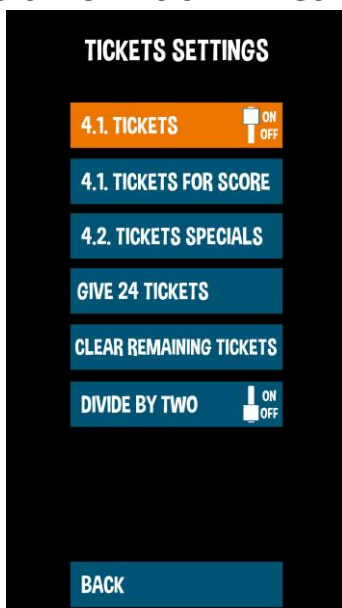 TICKETS SETTINGS
4.1. TICKETS
ON
OFF
4.1. TICKETS FOR SCORE
4.2. TICKETS SPECIALS
GIVE 24 TICKETS
CLEAR REMAINING TICKETS
DIVIDE BY TWO
ON
OFF
BACK